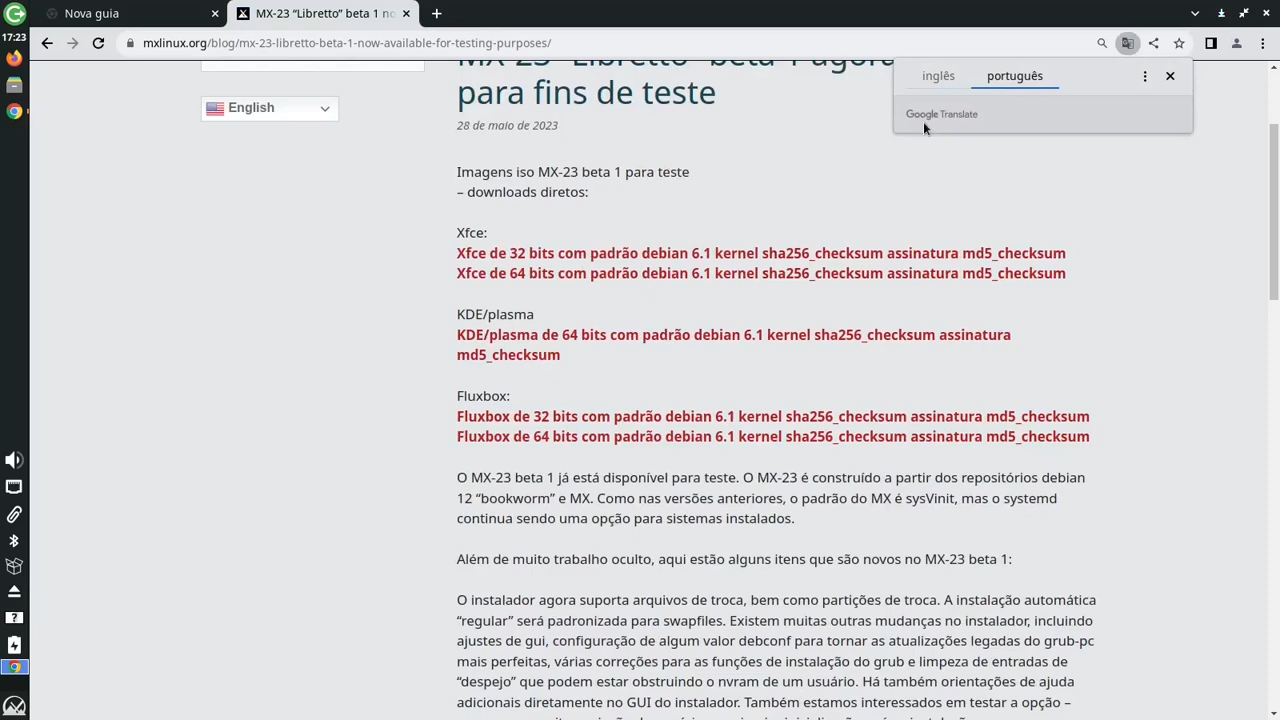 Nova guia
MX-23 “Libretto” beta 1 no
17:23
mxlinux.org/blog/mx-23-libretto-beta-1-now-available-for-testing-purposes/
inglês português
Google Translate
English
MX-23 “Libretto” beta 1 agora
para fins de teste
28 de maio de 2023
Imagens iso MX-23 beta 1 para teste
– downloads diretos:
Xfce:
Xfce de 32 bits com padrão debian 6.1 kernel sha256_checksum assinatura md5_checksum
Xfce de 64 bits com padrão debian 6.1 kernel sha256_checksum assinatura md5_checksum
KDE/plasma
KDE/plasma de 64 bits com padrão debian 6.1 kernel sha256_checksum assinatura
md5_checksum
Fluxbox:
Fluxbox de 32 bits com padrão debian 6.1 kernel sha256_checksum assinatura md5_checksum
Fluxbox de 64 bits com padrão debian 6.1 kernel sha256_checksum assinatura md5_checksum
O MX-23 beta 1 já está disponível para teste. O MX-23 é construído a partir dos repositórios debian
12 “bookworm” e MX. Como nas versões anteriores, o padrão do MX é sysVinit, mas o systemd
continua sendo uma opção para sistemas instalados.
Além de muito trabalho oculto, aqui estão alguns itens que são novos no MX-23 beta 1:
O instalador agora suporta arquivos de troca, bem como partições de troca. A instalação automática
“regular” será padronizada para swapfiles. Existem muitas outras mudanças no instalador, incluindo
ajustes de gui, configuração de algum valor debconf para tornar as atualizações legadas do grub-pc
mais perfeitas, várias correções para as funções de instalação do grub e limpeza de entradas de
“despejo” que podem estar obstruindo o nvram de um usuário. Há também orientações de ajuda
adicionais diretamente no GUI do instalador. Também estamos interessados em testar a opção –